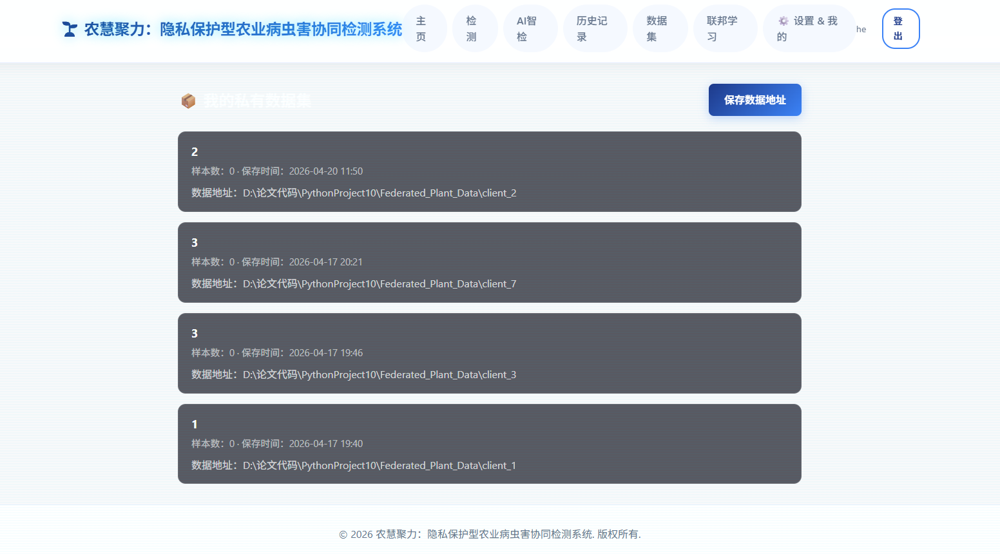 农慧聚力：隐私保护型农业病虫害协同检测系统
主页
检测
AI智检
历史记录
数据集
联邦学习
设置 & 我的
he
登出
我的私有数据集
保存数据地址
2
样本数：0 · 保存时间：2026-04-20 11:50
数据地址：D:\论文代码\PythonProject10\Federated_Plant_Data\client_2
3
样本数：0 · 保存时间：2026-04-17 20:21
数据地址：D:\论文代码\PythonProject10\Federated_Plant_Data\client_7
3
样本数：0 · 保存时间：2026-04-17 19:46
数据地址：D:\论文代码\PythonProject10\Federated_Plant_Data\client_3
1
样本数：0 · 保存时间：2026-04-17 19:40
数据地址：D:\论文代码\PythonProject10\Federated_Plant_Data\client_1
© 2026 农慧聚力：隐私保护型农业病虫害协同检测系统. 版权所有.